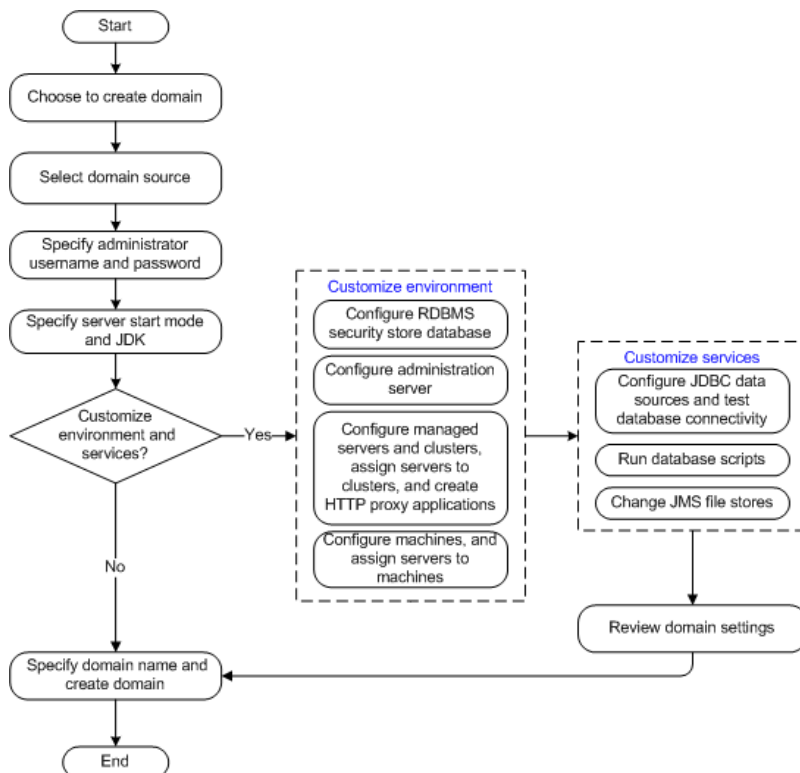 Start
Choose to create domain
Select domain source
Specify administrator
username and password
Specify server start mode
and JDK
Customize
environment and
services?
Yes
No
Customize environment
Configure RDBMS
security store database
Configure administration
server
Configure managed
servers and clusters,
assign servers to
clusters, and create
HTTP proxy applications
Configure machines, and
assign servers to
machines
Customize services
Configure JDBC data
sources and test
database connectivity
Run database scripts
Change JMS file stores
Review domain settings
Specify domain name and
create domain
End